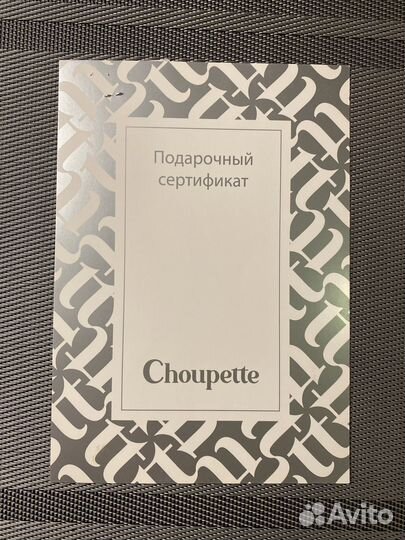 Подарочный
сертификат
Choupette
Avito